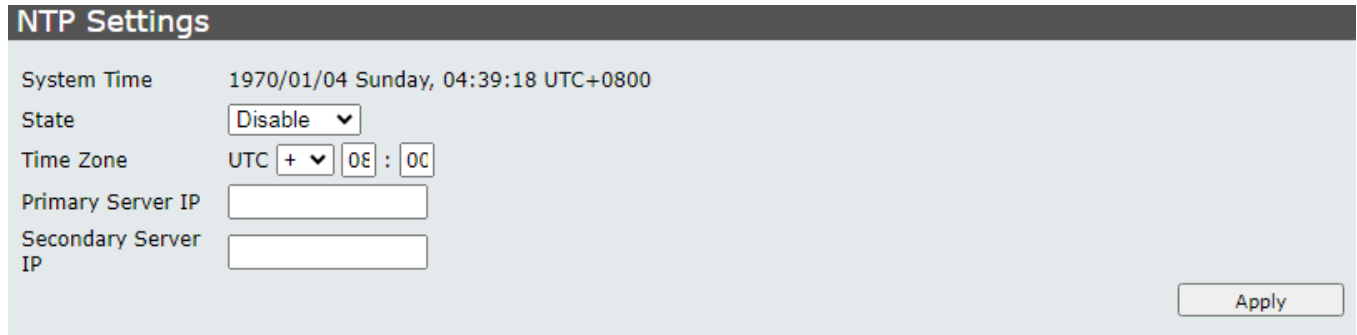 NTP Settings
System Time 1970/01/04 Sunday, 04:39:18 UTC+0800
State Disable
Time Zone UTC + 08 : 00
Primary Server IP
Secondary Server
IP
Apply